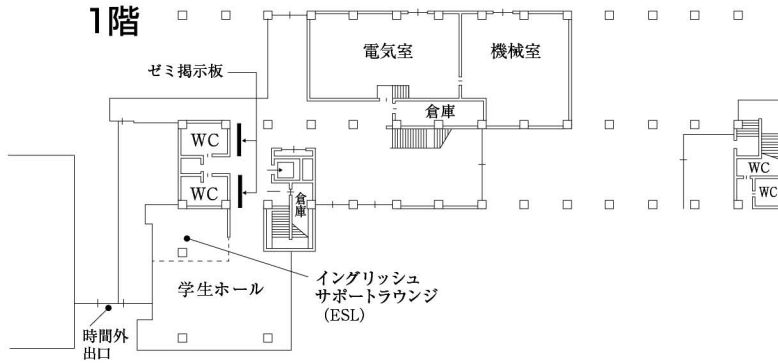 1階
ゼミ掲示板
電気室
機械室
倉庫
WC
WC
倉庫
WC
WC
学生ホール
イングリッシュ
サポートラウンジ
(ESL)
時間外
出口